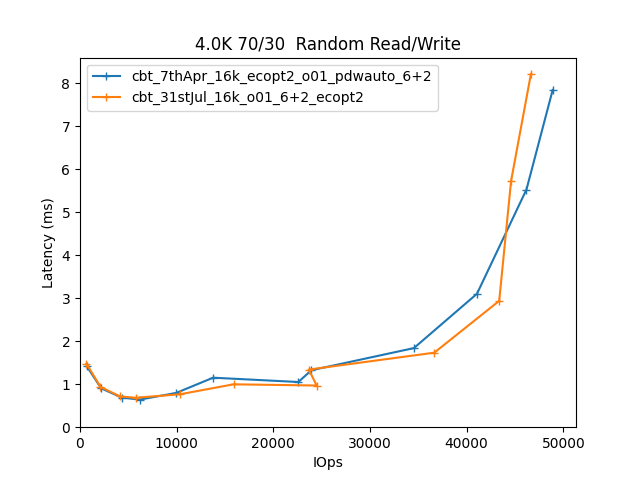 4.0K 70/30  Random Read/Write
cbt_7thApr_16k_ecopt2_o01_pdwauto_6+2
cbt_31stJul_16k_o01_6+2_ecopt2
Latency (ms)
8
7
6
5
4
3
2
1
0
0 10000 20000 30000 40000 50000
IOps